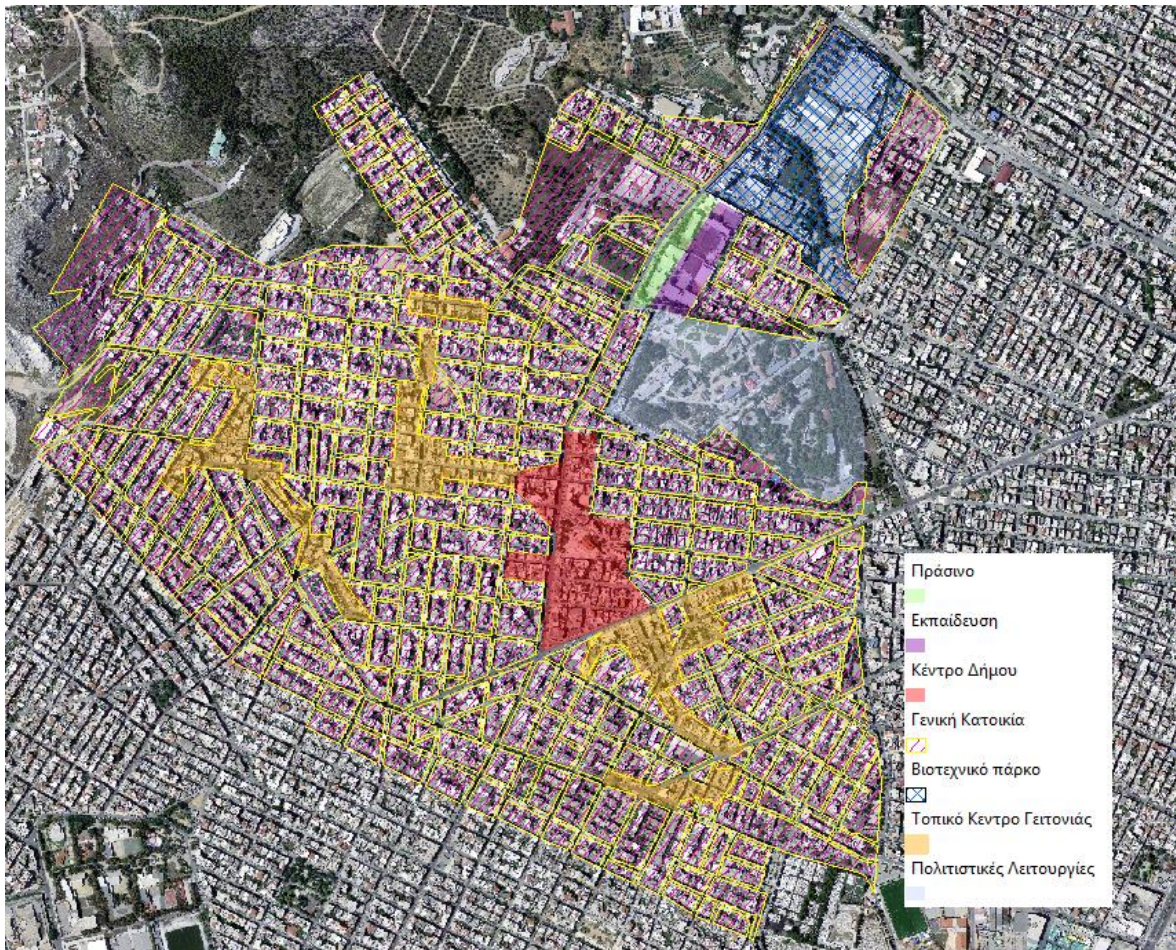 Πράσινο
Εκπαίδευση
Κέντρο Δήμου
Γενική Κατοικία
Βιοτεχνικό πάρκο
Τοπικό Κεντρο Γειτονιάς
Πολιτιστικές Λειτουργίες